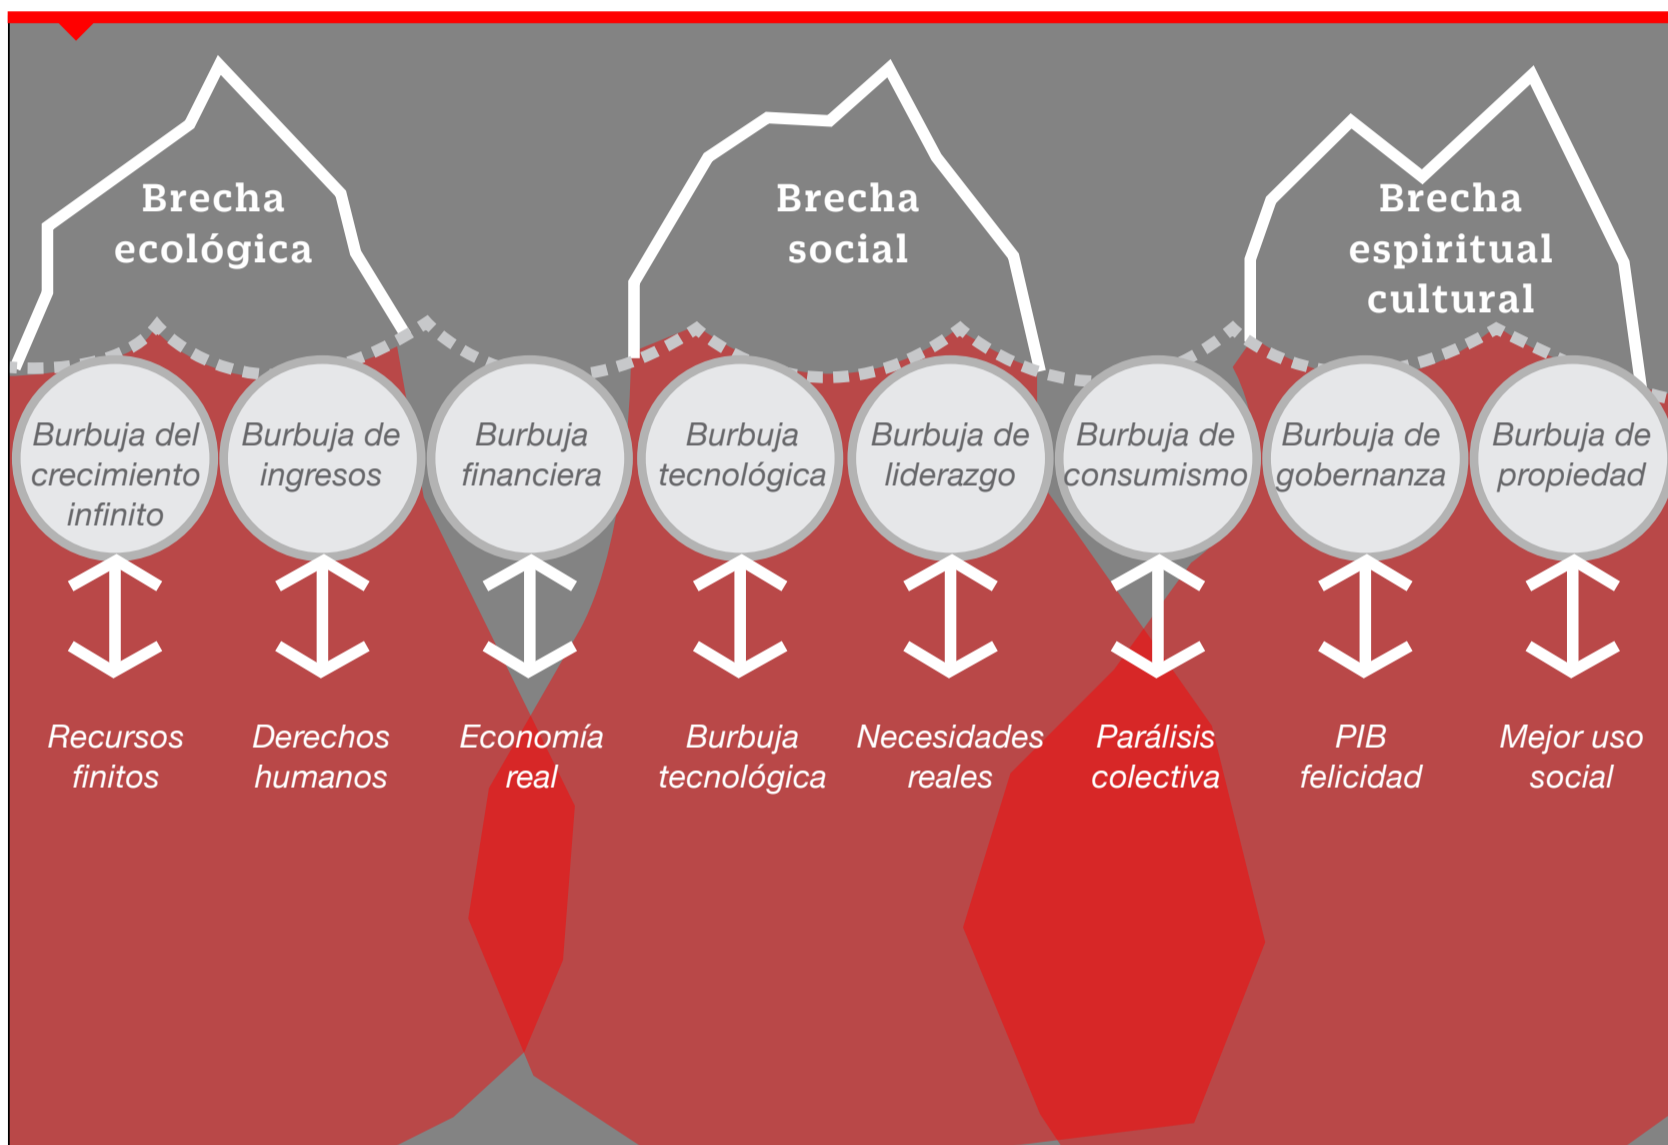 Brecha
ecológica
Brecha
social
Brecha
espiritual
cultural
Burbuja del
crecimiento
infinito
Burbuja de
ingresos
Burbuja
financiera
Burbuja
tecnológica
Burbuja de
liderazgo
Burbuja de
consumismo
Burbuja de
gobernanza
Burbuja de
propiedad
Recursos
finitos
Derechos
humanos
Economía
real
Burbuja
tecnológica
Necesidades
reales
Parálisis
colectiva
PIB
felicidad
Mejor uso
social